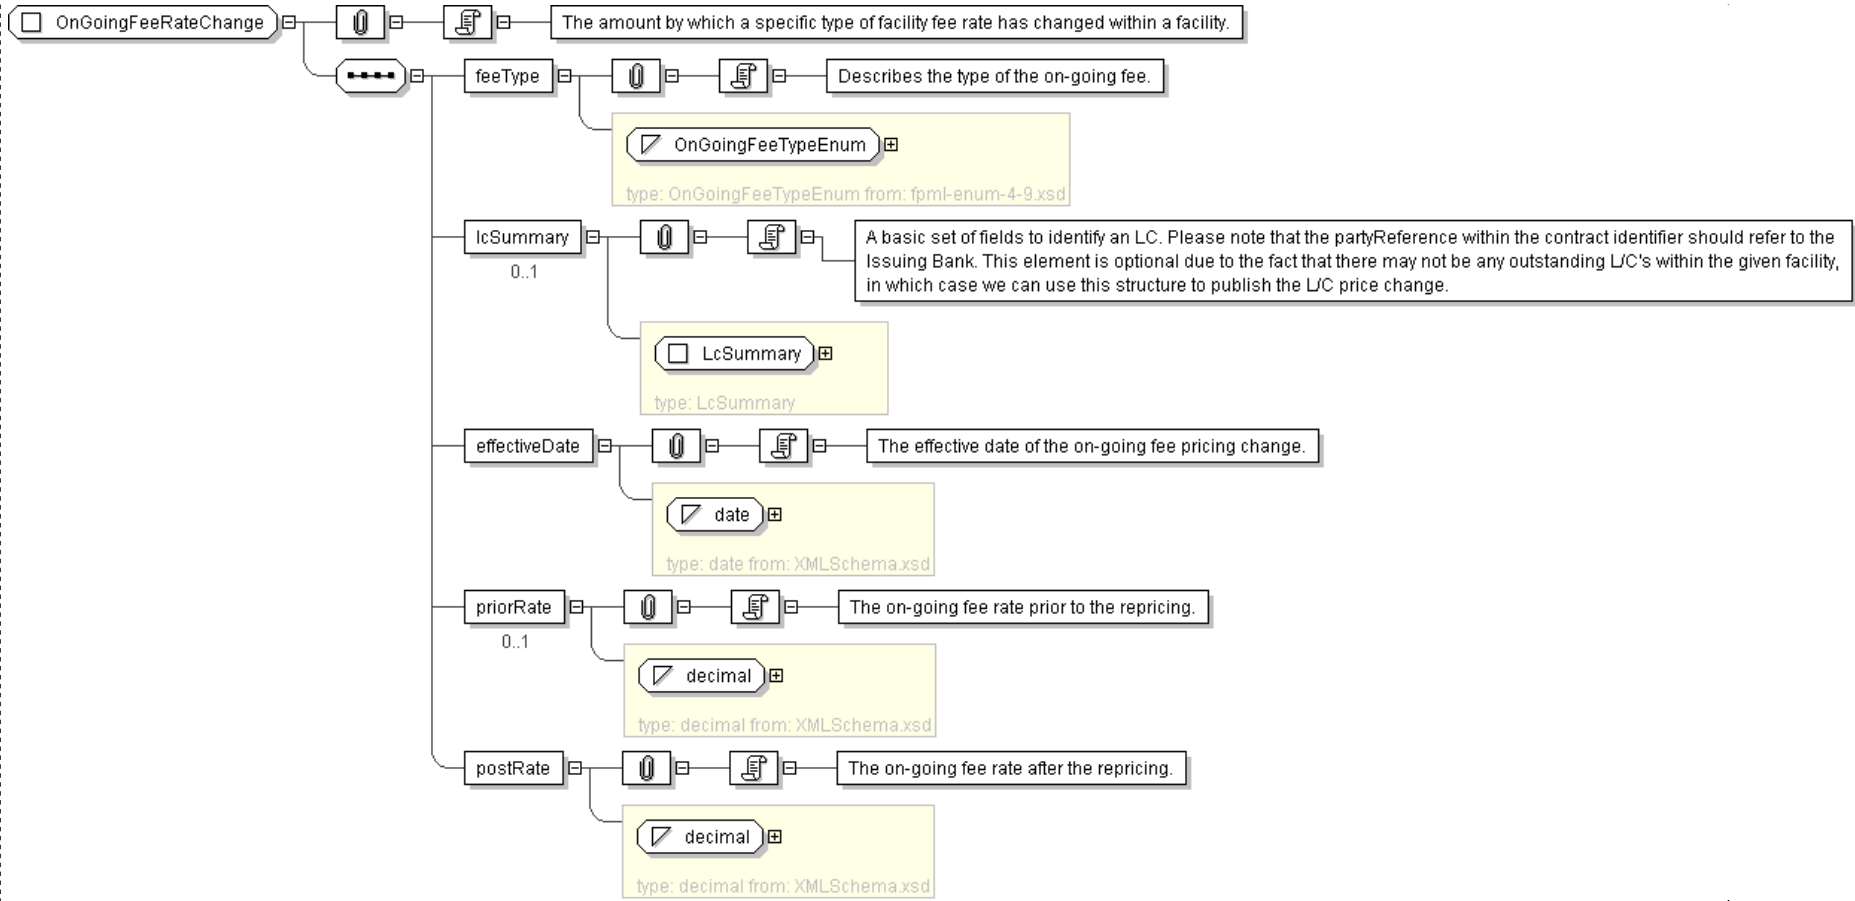 OnGoingFeeRateChange
The amount by which a specific type of facility fee rate has changed within a facility.
feeType
Describes the type of the on-going fee.
OnGoingFeeTypeEnum
type: OnGoingFeeTypeEnum from: fpml-enum-4-9.xsd
lcSummary
0..1
A basic set of fields to identify an LC. Please note that the partyReference within the contract identifier should refer to the
Issuing Bank. This element is optional due to the fact that there may not be any outstanding L/C's within the given facility,
in which case we can use this structure to publish the L/C price change.
LcSummary
type: LcSummary
effectiveDate
The effective date of the on-going fee pricing change.
date
type: date from: XMLSchema.xsd
priorRate
0..1
The on-going fee rate prior to the repricing.
decimal
type: decimal from: XMLSchema.xsd
postRate
The on-going fee rate after the repricing.
decimal
type: decimal from: XMLSchema.xsd